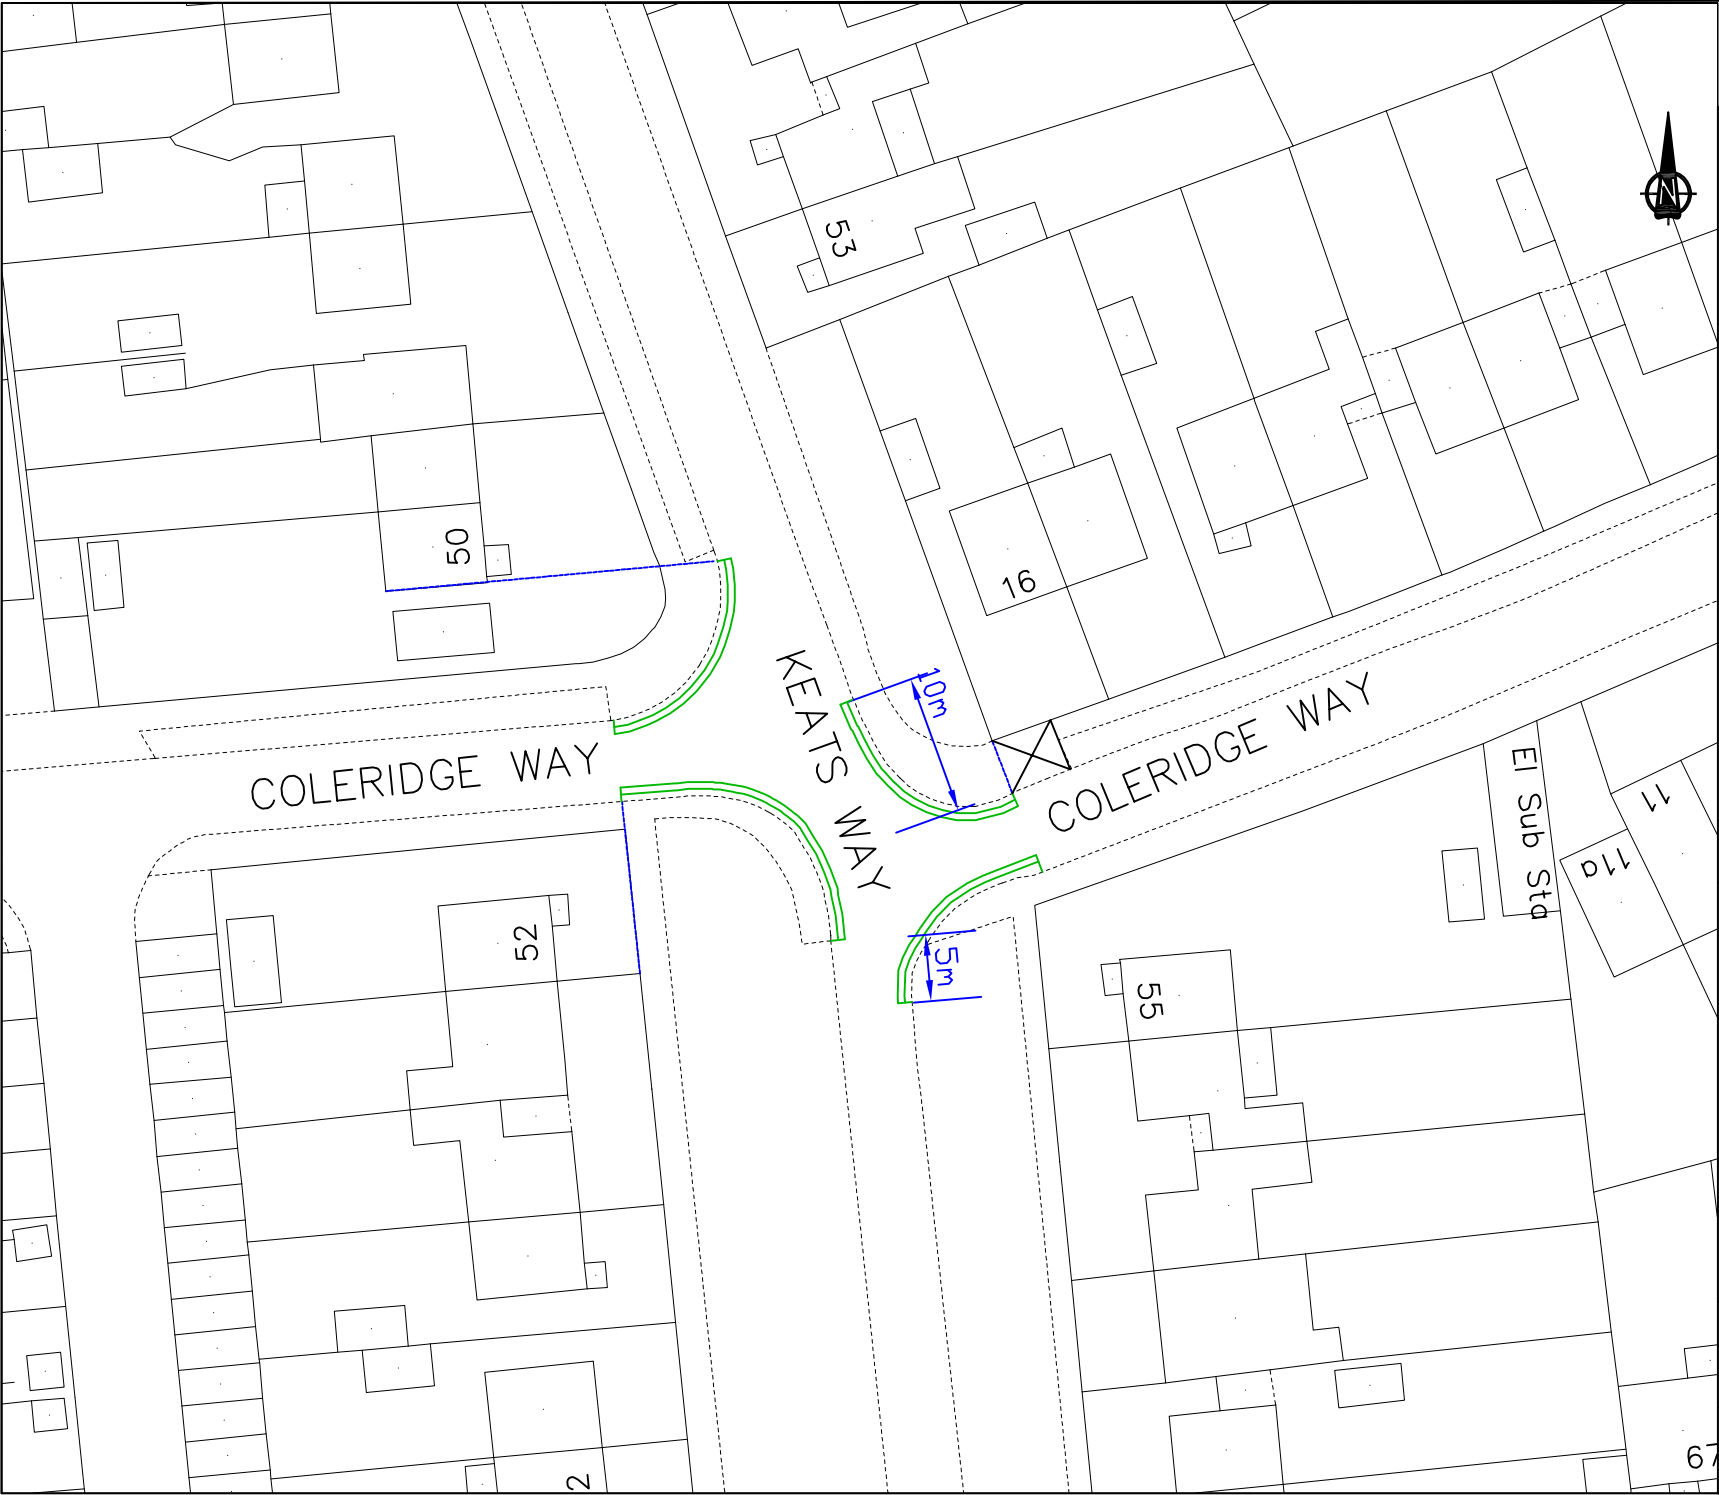 N
53
50
16
10m
KEATS WAY
COLERIDGE WAY
COLERIDGE WAY
El Sub Sta
11
11a
52
5m
55
2
67